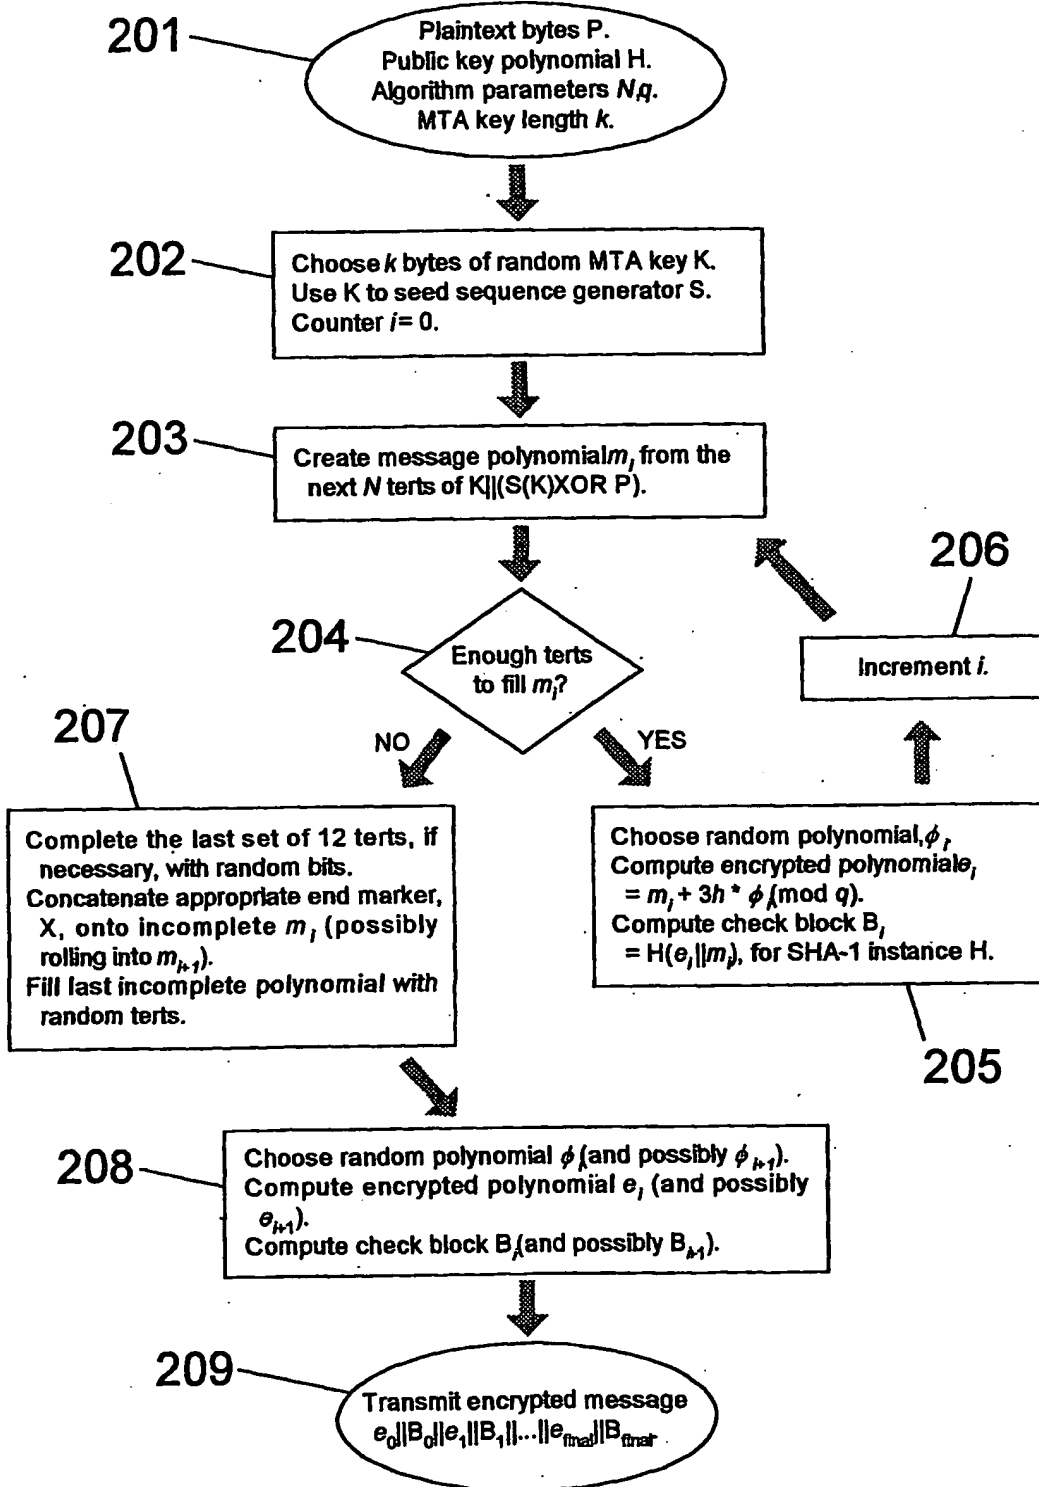 201
Plaintext bytes P.
Public key polynomial H.
Algorithm parameters N,q.
MTA key length k.
202
Choose k bytes of random MTA key K.
Use K to seed sequence generator S.
Counter i= 0.
203
Create message polynomial m_i from the
next N terts of K||(S(K)XOR P).
206
204
Enough terts
to fill m_i?
Increment i.
207
NO
YES
Complete the last set of 12 terts, if
necessary, with random bits.
Concatenate appropriate end marker,
X, onto incomplete m_i (possibly
rolling into m_{i+1}).
Fill last incomplete polynomial with
random terts.
Choose random polynomial, ϕ_i.
Compute encrypted polynomial e_i
= m_i + 3h * ϕ_i (mod q).
Compute check block B_i
= H(e_i||m_i), for SHA-1 instance H.
205
208
Choose random polynomial ϕ_i (and possibly ϕ_{i+1}).
Compute encrypted polynomial e_i (and possibly
e_{i+1}).
Compute check block B_i (and possibly B_{i+1}).
209
Transmit encrypted message
e_0||B_0||e_1||B_1||...||e_final||B_final.